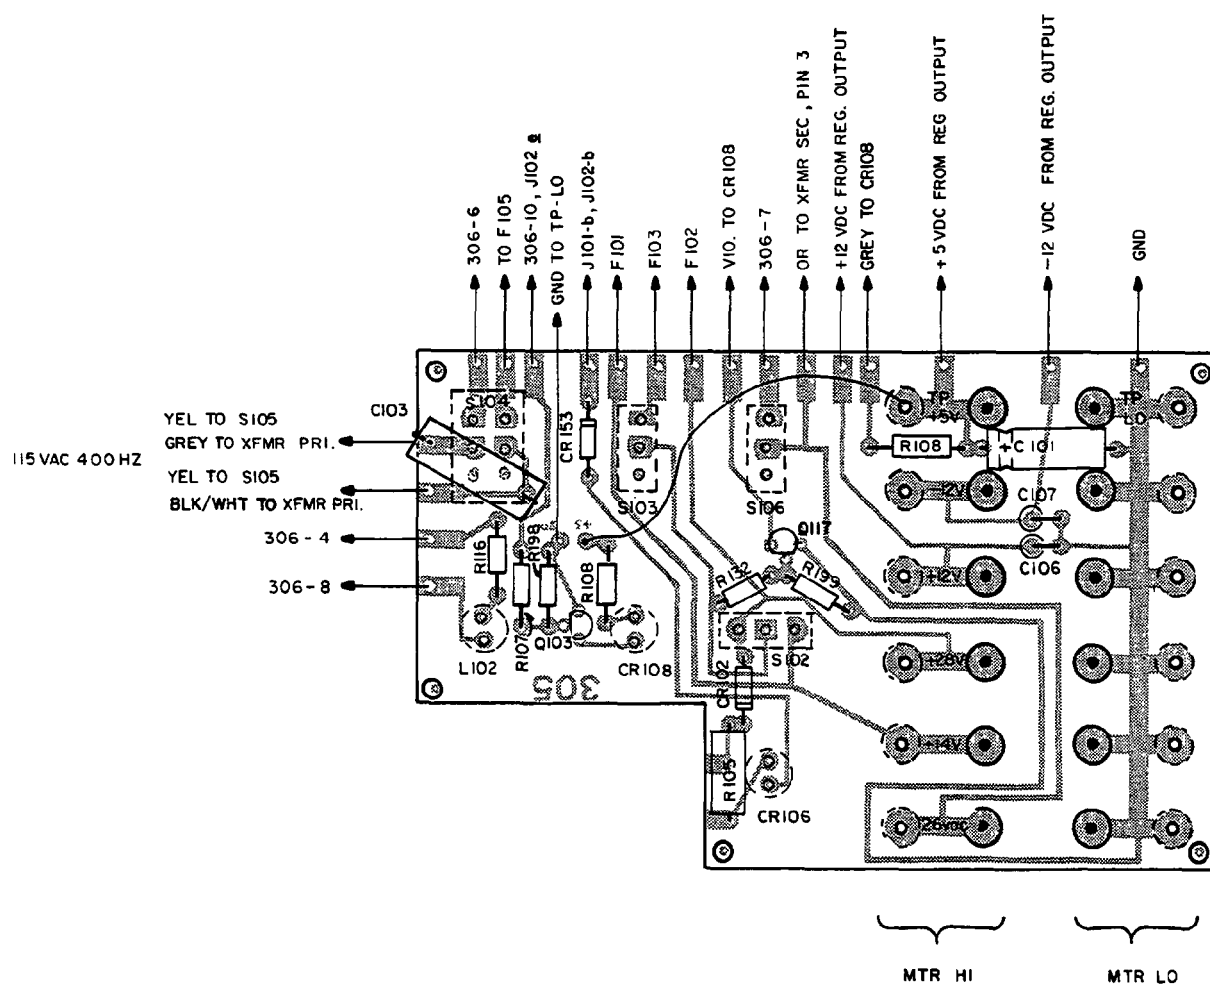 306-6
TO F105
306-10, J102 e
GND TO TP-LO
J101-b, J102-b
F101
F103
F102
VIO. TO CR108
306-7
OR TO XFMR SEC, PIN 3
+12 VDC FROM REG. OUTPUT
GREY TO CR108
+5VDC FROM REG OUTPUT
-12 VDC FROM REG. OUTPUT
GND
C103
S104
YEL TO S105
GREY TO XFMR PRI.
115 VAC 400 HZ
YEL TO S105
BLK/WHT TO XFMR PRI.
306-4
306-8
CR153
S103
S106
TP
+5V
R108
+C101
TP
LO
-12V
C107
C106
+12V
R116
R198
+5
R108
R107
Q103
L102
CR108
305
Q117
R132
R199
S102
CR102
+28V
+14V
R105
CR106
26VDC
MTR HI
MTR LO